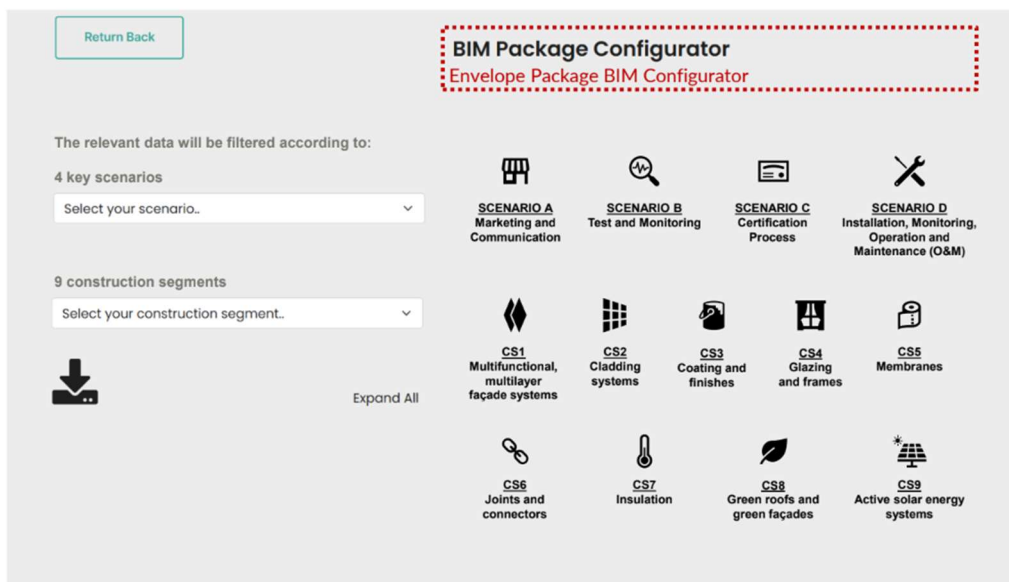 Return Back
BIM Package Configurator
Envelope Package BIM Configurator
The relevant data will be filtered according to:
4 key scenarios
Select your scenario..
9 construction segments
Select your construction segment..
Expand All
SCENARIO A
Marketing and
Communication
SCENARIO B
Test and Monitoring
SCENARIO C
Certification
Process
SCENARIO D
Installation, Monitoring,
Operation and
Maintenance (O&M)
CS1
Multifunctional,
multilayer
façade systems
CS2
Cladding
systems
CS3
Coating and
finishes
CS4
Glazing
and frames
CS5
Membranes
CS6
Joints and
connectors
CS7
Insulation
CS8
Green roofs and
green façades
CS9
Active solar energy
systems